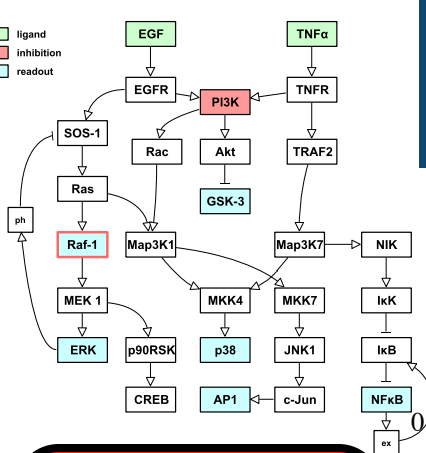 ligand
inhibition
readout
EGF
TNFα
EGFR
PI3K
TNFR
SOS-1
Rac
Akt
TRAF2
Ras
GSK-3
ph
Raf-1
Map3K1
Map3K7
NIK
MEK 1
MKK4
MKK7
IκK
ERK
p90RSK
p38
JNK1
IκB
CREB
AP1
c-Jun
NFκB
ex
0